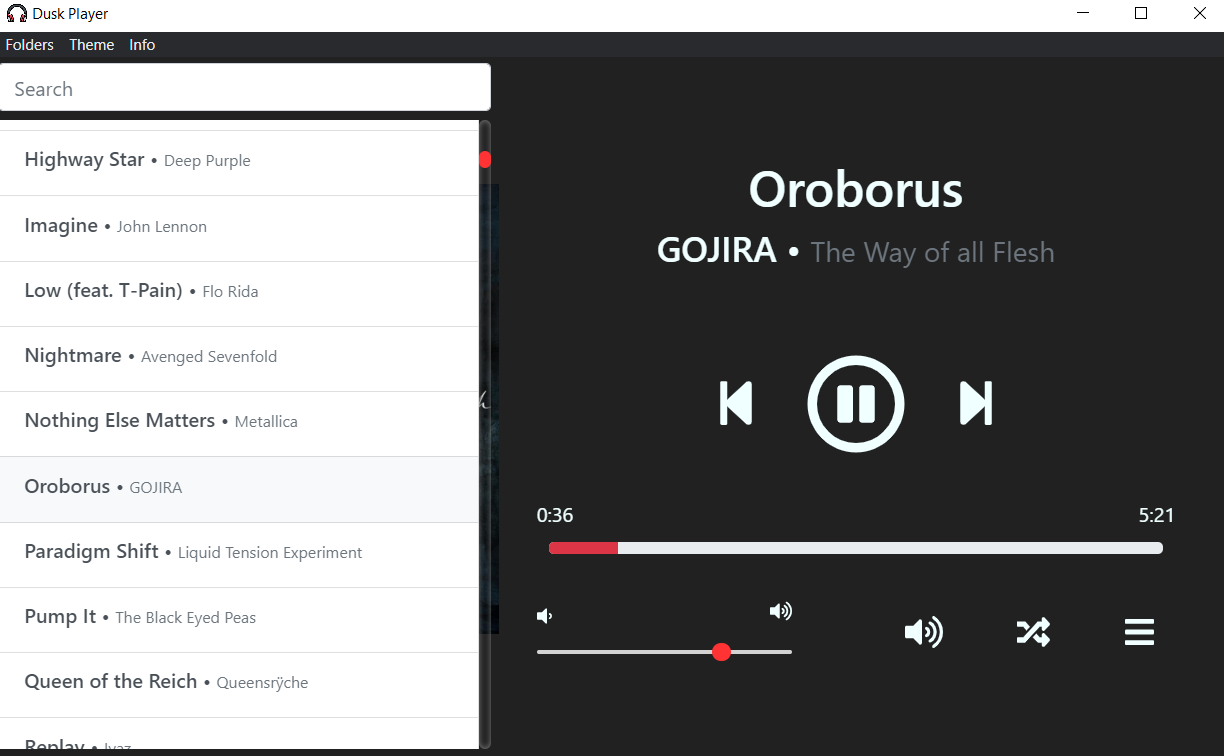 Dusk Player
Folders Theme Info
Search
Highway Star • Deep Purple
Imagine • John Lennon
Low (feat. T-Pain) • Flo Rida
Nightmare • Avenged Sevenfold
Nothing Else Matters • Metallica
Oroborus • GOJIRA
Paradigm Shift • Liquid Tension Experiment
Pump It • The Black Eyed Peas
Queen of the Reich • Queensrÿche
Replay • Iyaz
Oroborus
GOJIRA • The Way of all Flesh
0:36
5:21